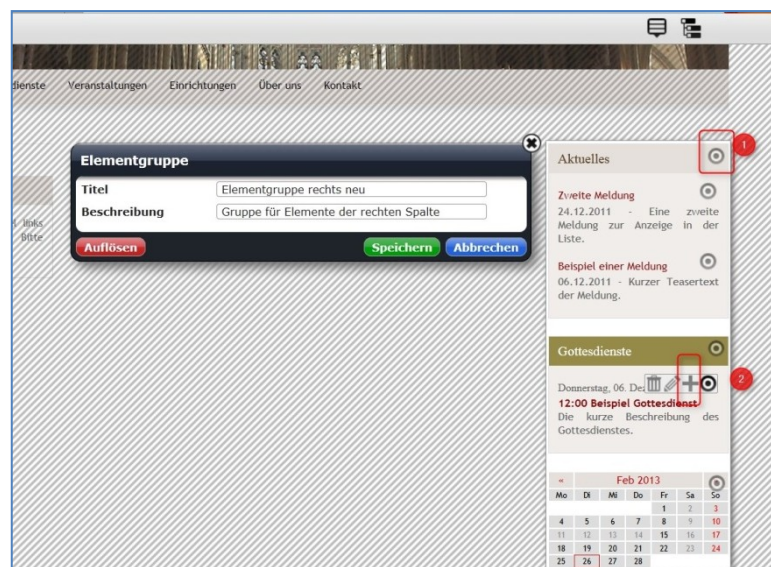 dienste Veranstaltungen Einrichtungen Über uns Kontakt
Elementgruppe
Titel Elementgruppe rechts neu
Beschreibung Gruppe für Elemente der rechten Spalte
Auflösen Speichern Abbrechen
links
Bitte
Aktuelles
1
Zweite Meldung
24.12.2011 - Eine zweite
Meldung zur Anzeige in der
Liste.
Beispiel einer Meldung
06.12.2011 - Kurzer Teasertext
der Meldung.
Gottesdienste
2
Donnerstag, 06. Dez
12:00 Beispiel Gottesdienst
Die kurze Beschreibung des
Gottesdienstes.
« Feb 2013
Mo Di Mi Do Fr Sa So
1 2 3
4 5 6 7 8 9 10
11 12 13 14 15 16 17
18 19 20 21 22 23 24
25 26 27 28